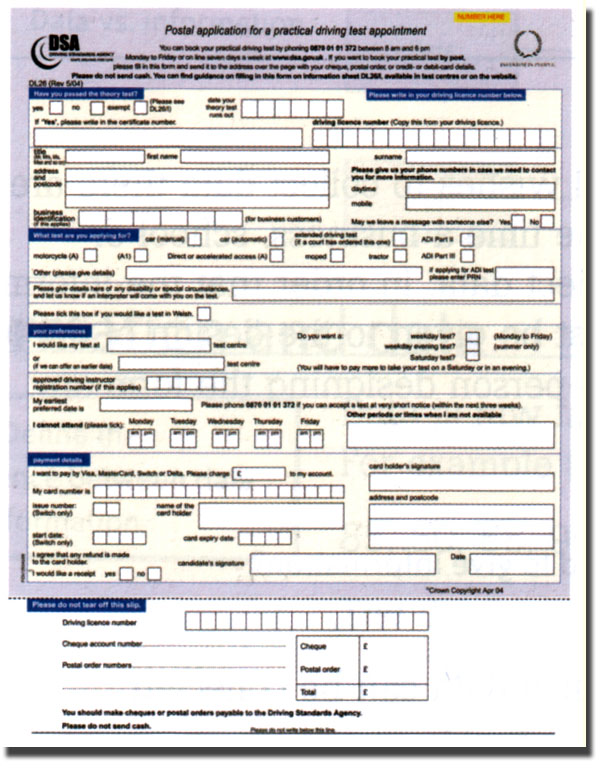 NUMBER HERE
Postal application for a practical driving test appointment
DSA
DRIVING STANDARDS AGENCY
INVESTOR IN PEOPLE
You can book your practical driving test by phoning 0870 01 01 372 between 8 am and 6 pm
Monday to Friday or on line seven days a week at www.dsa.gov.uk . If you want to book your practical test by post,
please fill in this form and send it to the address over the page with your cheque, postal order, or credit- or debit-card details.
Please do not send cash. You can find guidance on filling in this form on information sheet DL26/I, available in test centres or on the website.
DL26 (Rev 5/04)
Have you passed the theory test?
Please write in your driving licence number below.
yes no exempt (Please see DL26/I)
date your theory test runs out
If "Yes", please write in the certificate number.
driving licence number (Copy this from your driving licence.)
title
first name
surname
address and postcode
Please give us your phone numbers in case we need to contact you for more information.
daytime
mobile
business identification (if this applies)
(for business customers)
May we leave a message with someone else? Yes No
What test are you applying for?
car (manual)
car (automatic)
extended driving test (if a court has ordered this one)
ADI Part II
motorcycle (A)
(A1)
Direct or accelerated access (A)
moped
tractor
ADI Part III
Other (please give details)
If applying for ADI test please enter PRN
Please give details here of any disability or special circumstances,
and let us know if an interpreter will come with you on the test.
Please tick this box if you would like a test in Welsh.
your preferences
I would like my test at test centre
Do you want a weekday test? (Monday to Friday)
weekday evening test? (summer only)
Saturday test?
or
(if we can offer an earlier date) test centre
(You will have to pay more to take your test on a Saturday or in an evening.)
approved driving instructor registration number (if this applies)
My earliest preferred date is
Please phone 0870 01 01 372 if you can accept a test at very short notice (within the next three weeks).
Other periods or times when I am not available
I cannot attend (please tick):
Monday Tuesday Wednesday Thursday Friday
am pm am pm am pm am pm am pm
payment details
I want to pay by Visa, MasterCard, Switch or Delta. Please charge £ to my account.
card holder's signature
My card number is
address and postcode
issue number: (Switch only)
name of the card holder
start date: (Switch only)
card expiry date
I agree that any refund is made to the card holder.
candidate's signature
Date
I would like a receipt yes no
"Crown Copyright Apr 04
Please do not tear off this slip.
Driving licence number
Cheque account number
Postal order numbers
Cheque £
Postal order £
Total £
You should make cheques or postal orders payable to the Driving Standards Agency.
Please do not send cash.
Please do not write below this line.